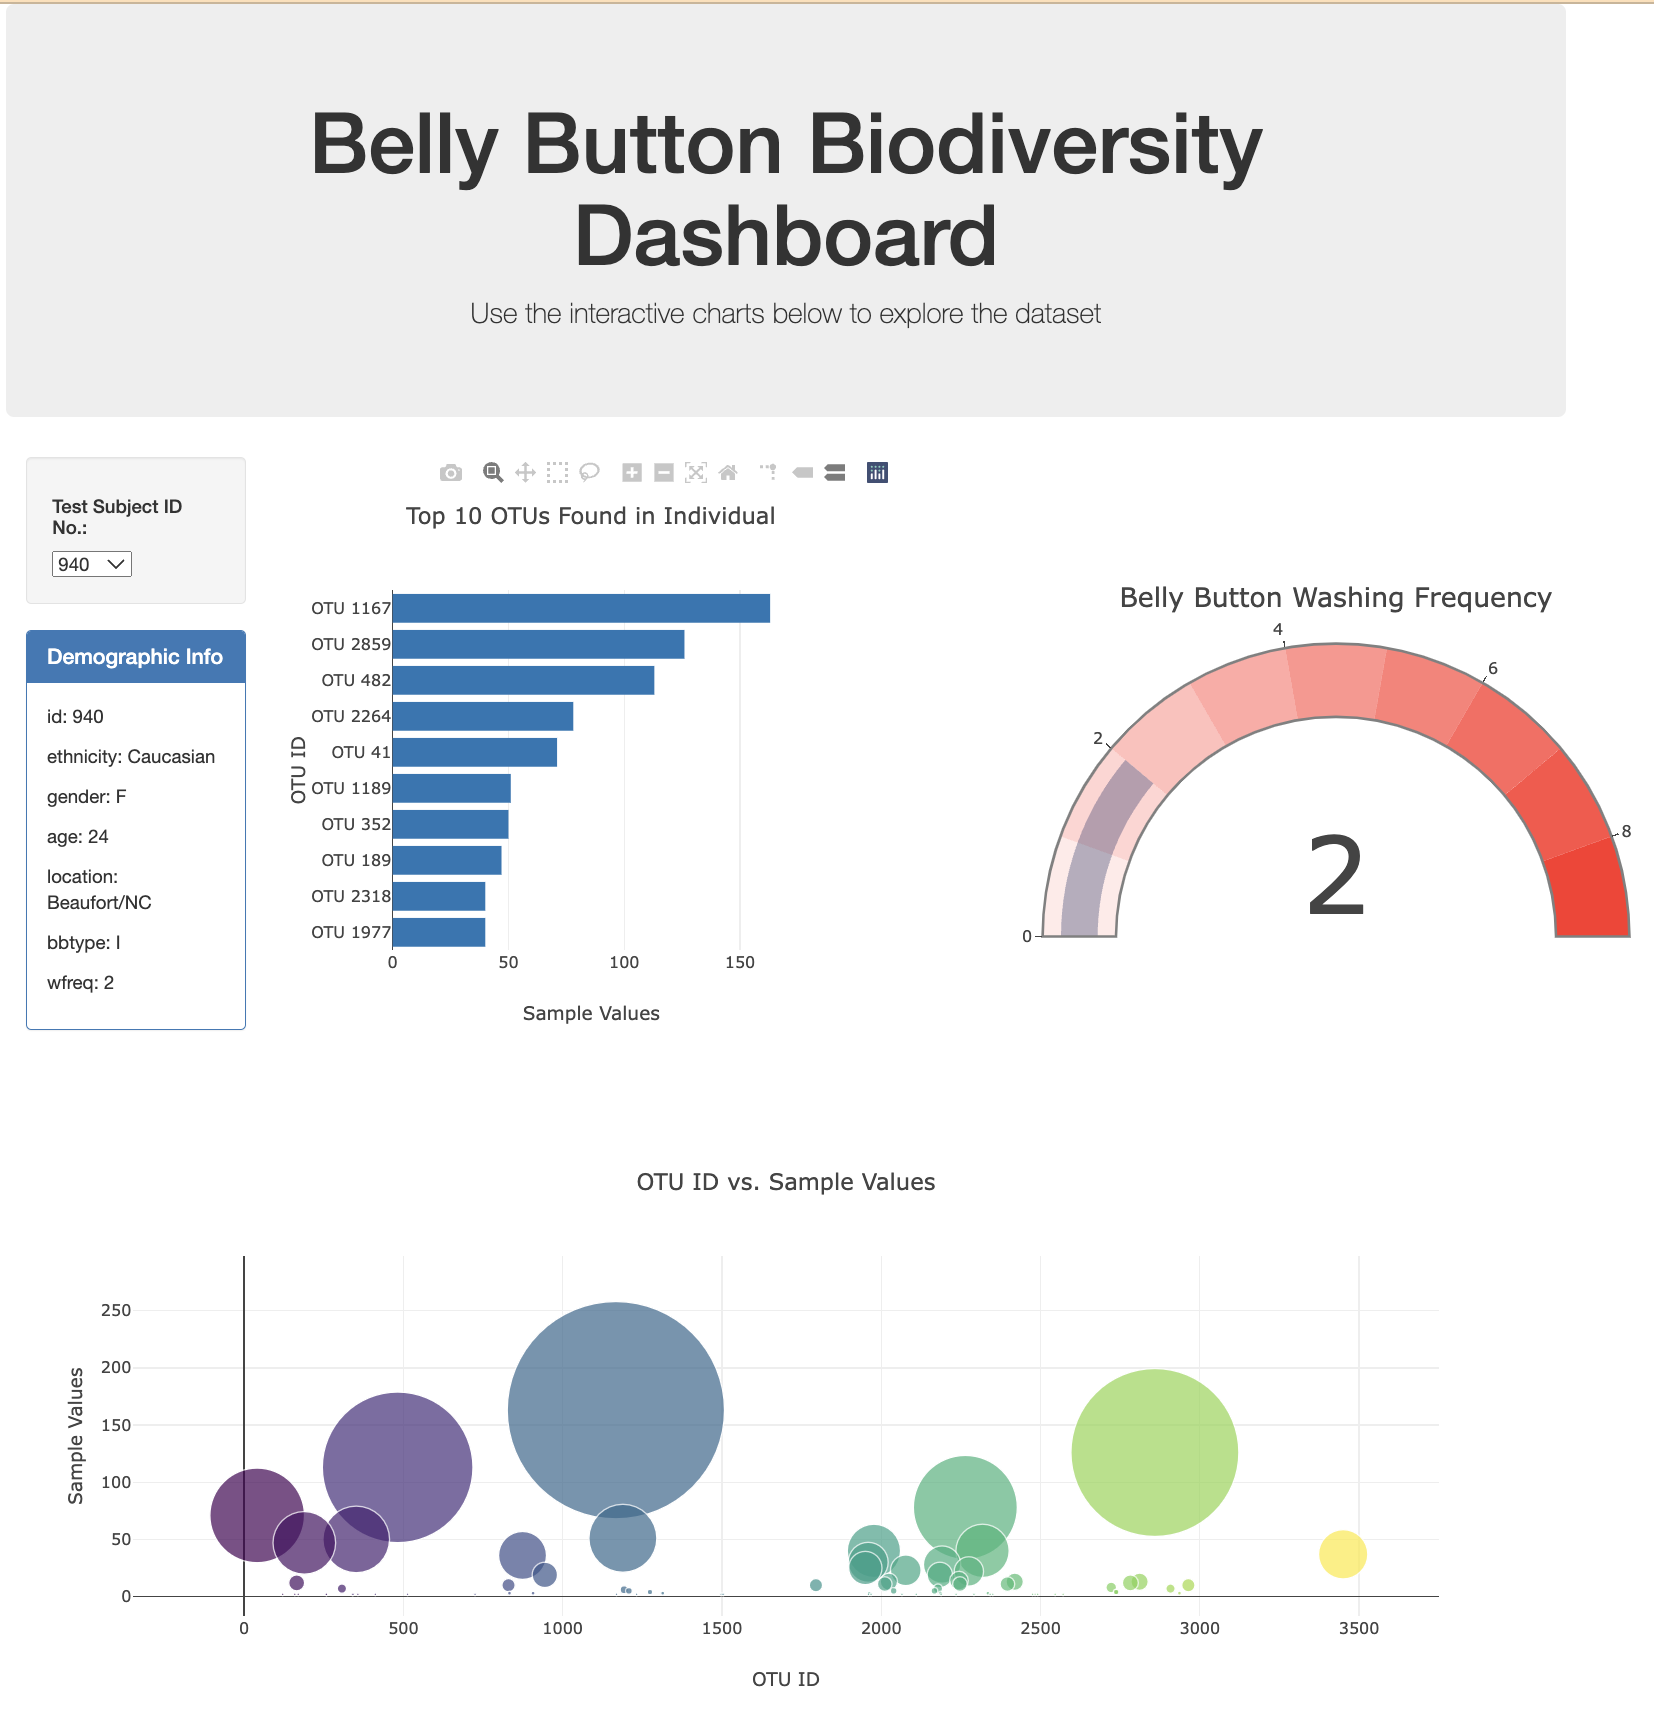 Belly Button Biodiversity
Dashboard
Use the interactive charts below to explore the dataset
Test Subject ID
No.:
940
Demographic Info
id: 940
ethnicity: Caucasian
gender: F
age: 24
location:
Beaufort/NC
bbtype: I
wfreq: 2
Top 10 OTUs Found in Individual
OTU ID
OTU 1167
OTU 2859
OTU 482
OTU 2264
OTU 41
OTU 1189
OTU 352
OTU 189
OTU 2318
OTU 1977
0 50 100 150
Sample Values
Belly Button Washing Frequency
0
2
4
6
8
2
OTU ID vs. Sample Values
Sample Values
250
200
150
100
50
0
0 500 1000 1500 2000 2500 3000 3500
OTU ID